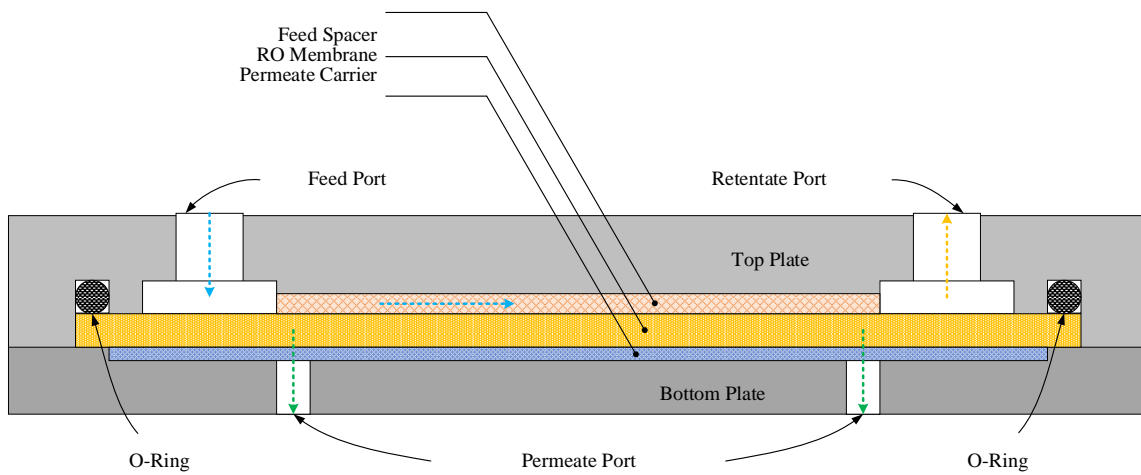 Feed Spacer
RO Membrane
Permeate Carrier
Feed Port
Retentate Port
Top Plate
Bottom Plate
O-Ring
Permeate Port
O-Ring